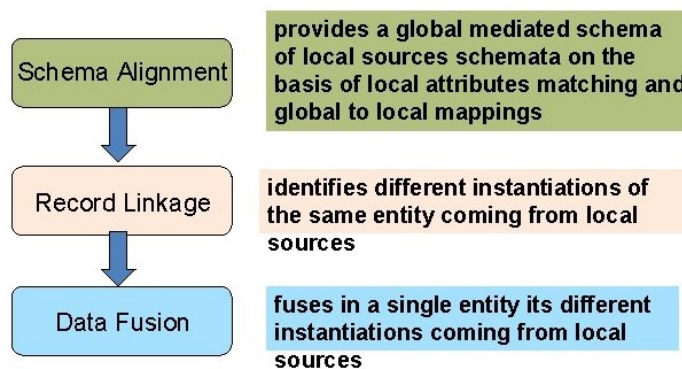 Schema Alignment
provides a global mediated schema
of local sources schemata on the
basis of local attributes matching and
global to local mappings
Record Linkage
identifies different instantiations of
the same entity coming from local
sources
Data Fusion
fuses in a single entity its different
instantiations coming from local
sources